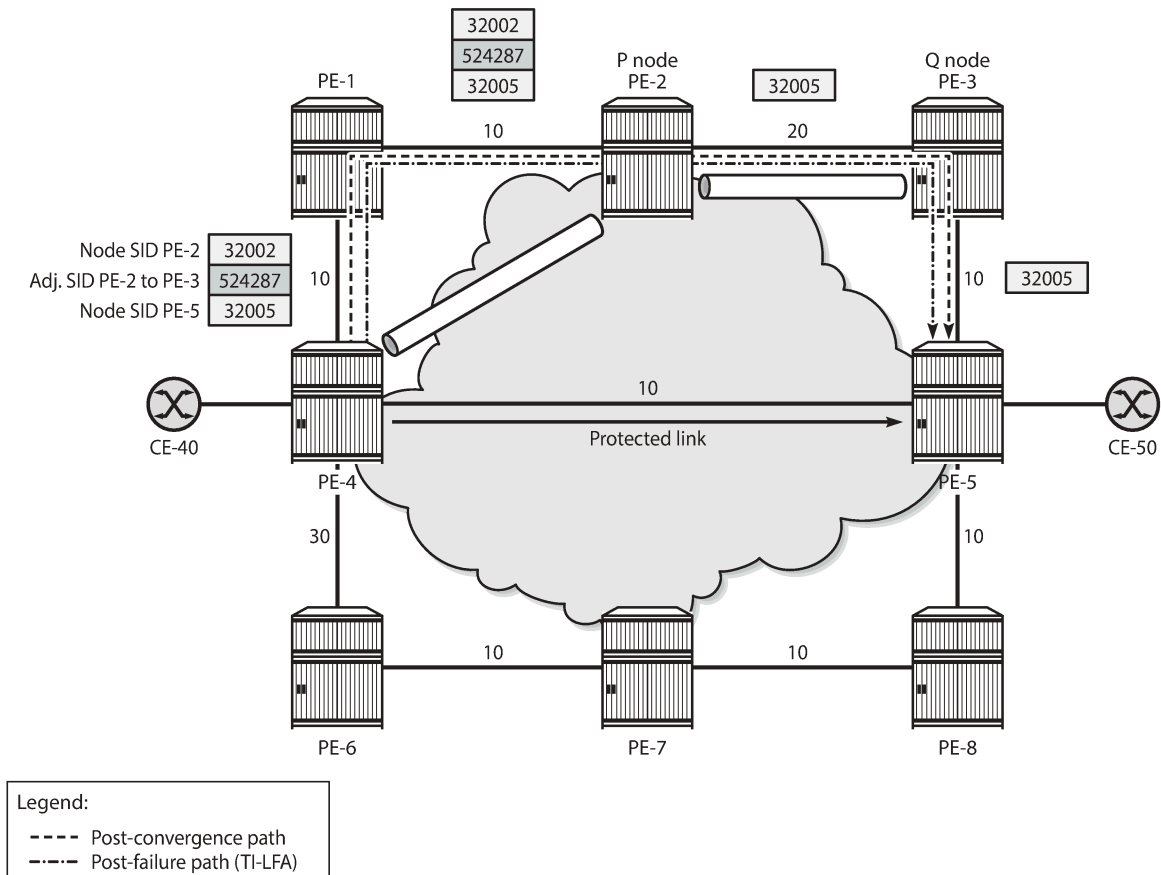 32002
524287
32005
P node
PE-2
Q node
PE-3
PE-1
32005
10
20
Node SID PE-2 32002
Adj. SID PE-2 to PE-3 524287
Node SID PE-5 32005
10
10
32005
10
Protected link
CE-40
CE-50
PE-4
PE-5
30
10
10
10
PE-6
PE-7
PE-8
Legend:
Post-convergence path
Post-failure path (TI-LFA)